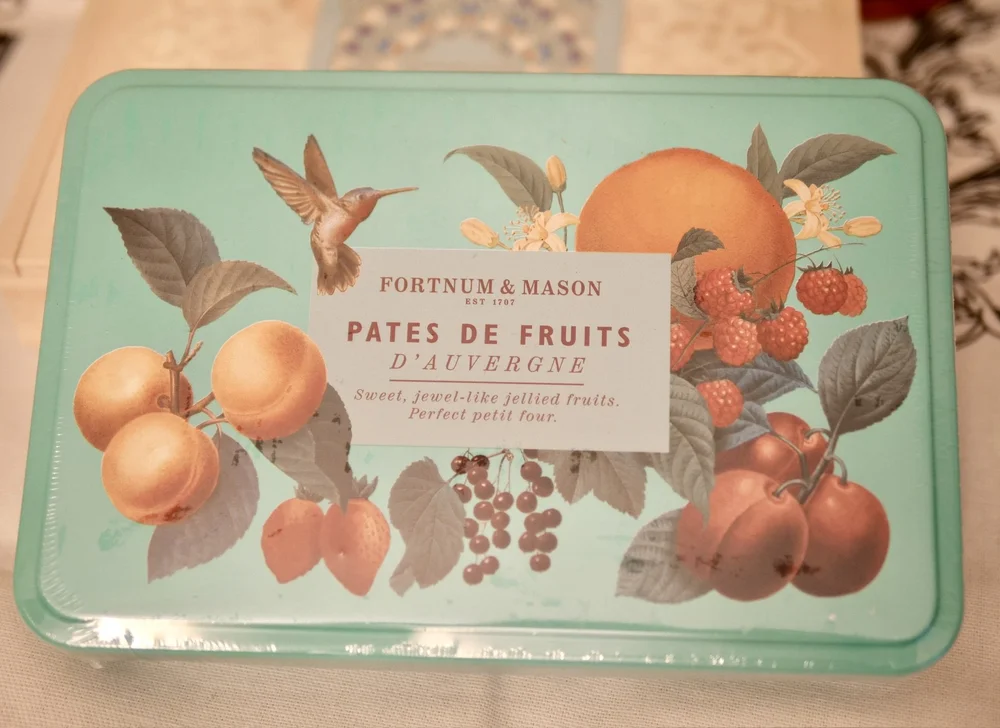 FORTNUM & MASON
EST 1707
PATES DE FRUITS
D'AUVERGNE
Sweet, jewel-like jellied fruits.
Perfect petit four.